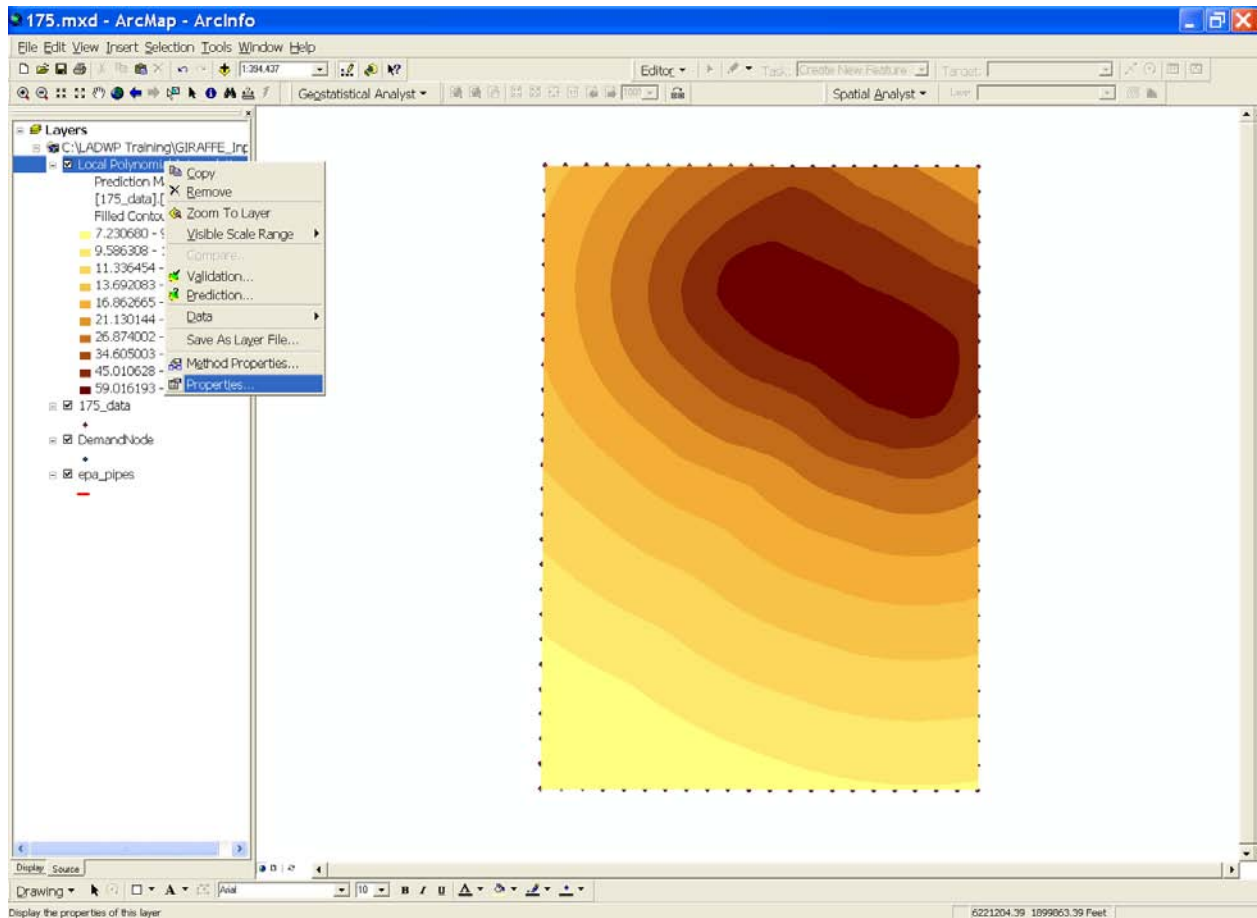 175.mxd - ArcMap - ArcInfo
File Edit View Insert Selection Tools Window Help
1:394,437 Editor Task: Create New Feature Target:
Geostatistical Analyst 1000 Spatial Analyst Layer:
Layers
C:\LADWP Training\GIRAFFE_Inp
Local Polynomial
Prediction M
[175_data].[
Filled Contou
7.230680 - 9
9.586308 - 1
11.336454 -
13.692083 -
16.862665 -
21.130144 -
26.874002 -
34.605003 -
45.010628 -
59.016193 -
175_data
DemandNode
epa_pipes
Copy
Remove
Zoom To Layer
Visible Scale Range
Compare...
Validation...
Prediction...
Data
Save As Layer File...
Method Properties...
Properties...
Display Source
Drawing A Arial 10 B I U A
Display the properties of this layer 6221204.39 1899863.39 Feet